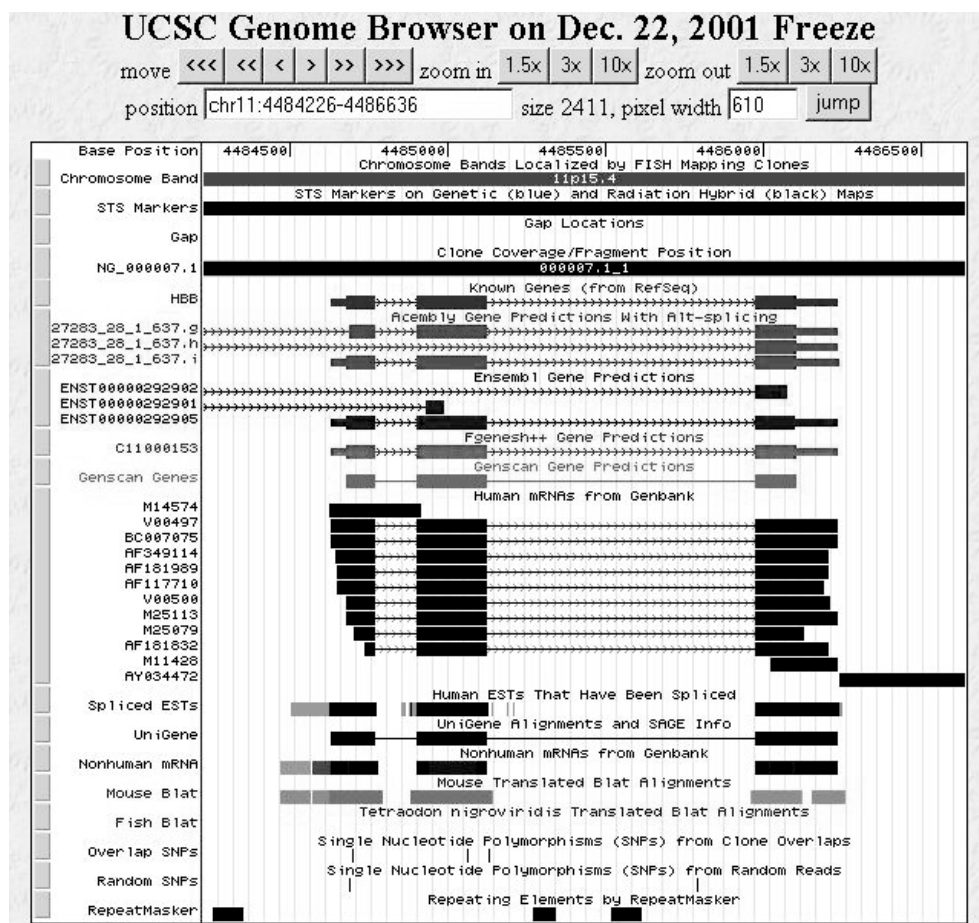 UCSC Genome Browser on Dec. 22, 2001 Freeze
move <<< << < > >> >>> zoom in 1.5x 3x 10x zoom out 1.5x 3x 10x
position chr11:4484226-4486636 size 2411, pixel width 610 jump
Base Position 4484500 4485000 4485500 4486000 4486500
Chromosome Bands Localized by FISH Mapping Clones
Chromosome Band 11p15.4
STS Markers on Genetic (blue) and Radiation Hybrid (black) Maps
STS Markers
Gap Locations
Gap
Clone Coverage/Fragment Position
NG_000007.1 000007.1_1
Known Genes (from RefSeq)
HBB
Acembly Gene Predictions With Alt-splicing
27283_28_1_637.g
27283_28_1_637.h
27283_28_1_637.i
Ensembl Gene Predictions
ENST00000292902
ENST00000292901
ENST00000292905
Fgenesh++ Gene Predictions
C11000153
Genscan Gene Predictions
Genscan Genes
Human mRNAs from Genbank
M14574
V00497
BC007075
AF349114
AF181989
AF117710
V00500
M25113
M25079
AF181832
M11428
AY034472
Human ESTs That Have Been Spliced
Spliced ESTs
UniGene Alignments and SAGE Info
UniGene
Nonhuman mRNAs from Genbank
Nonhuman mRNA
Mouse Translated Blat Alignments
Mouse Blat
Tetraodon nigroviridis Translated Blat Alignments
Fish Blat
Single Nucleotide Polymorphisms (SNPs) from Clone Overlaps
Overlap SNPs
Single Nucleotide Polymorphisms (SNPs) from Random Reads
Random SNPs
Repeating Elements by RepeatMasker
RepeatMasker